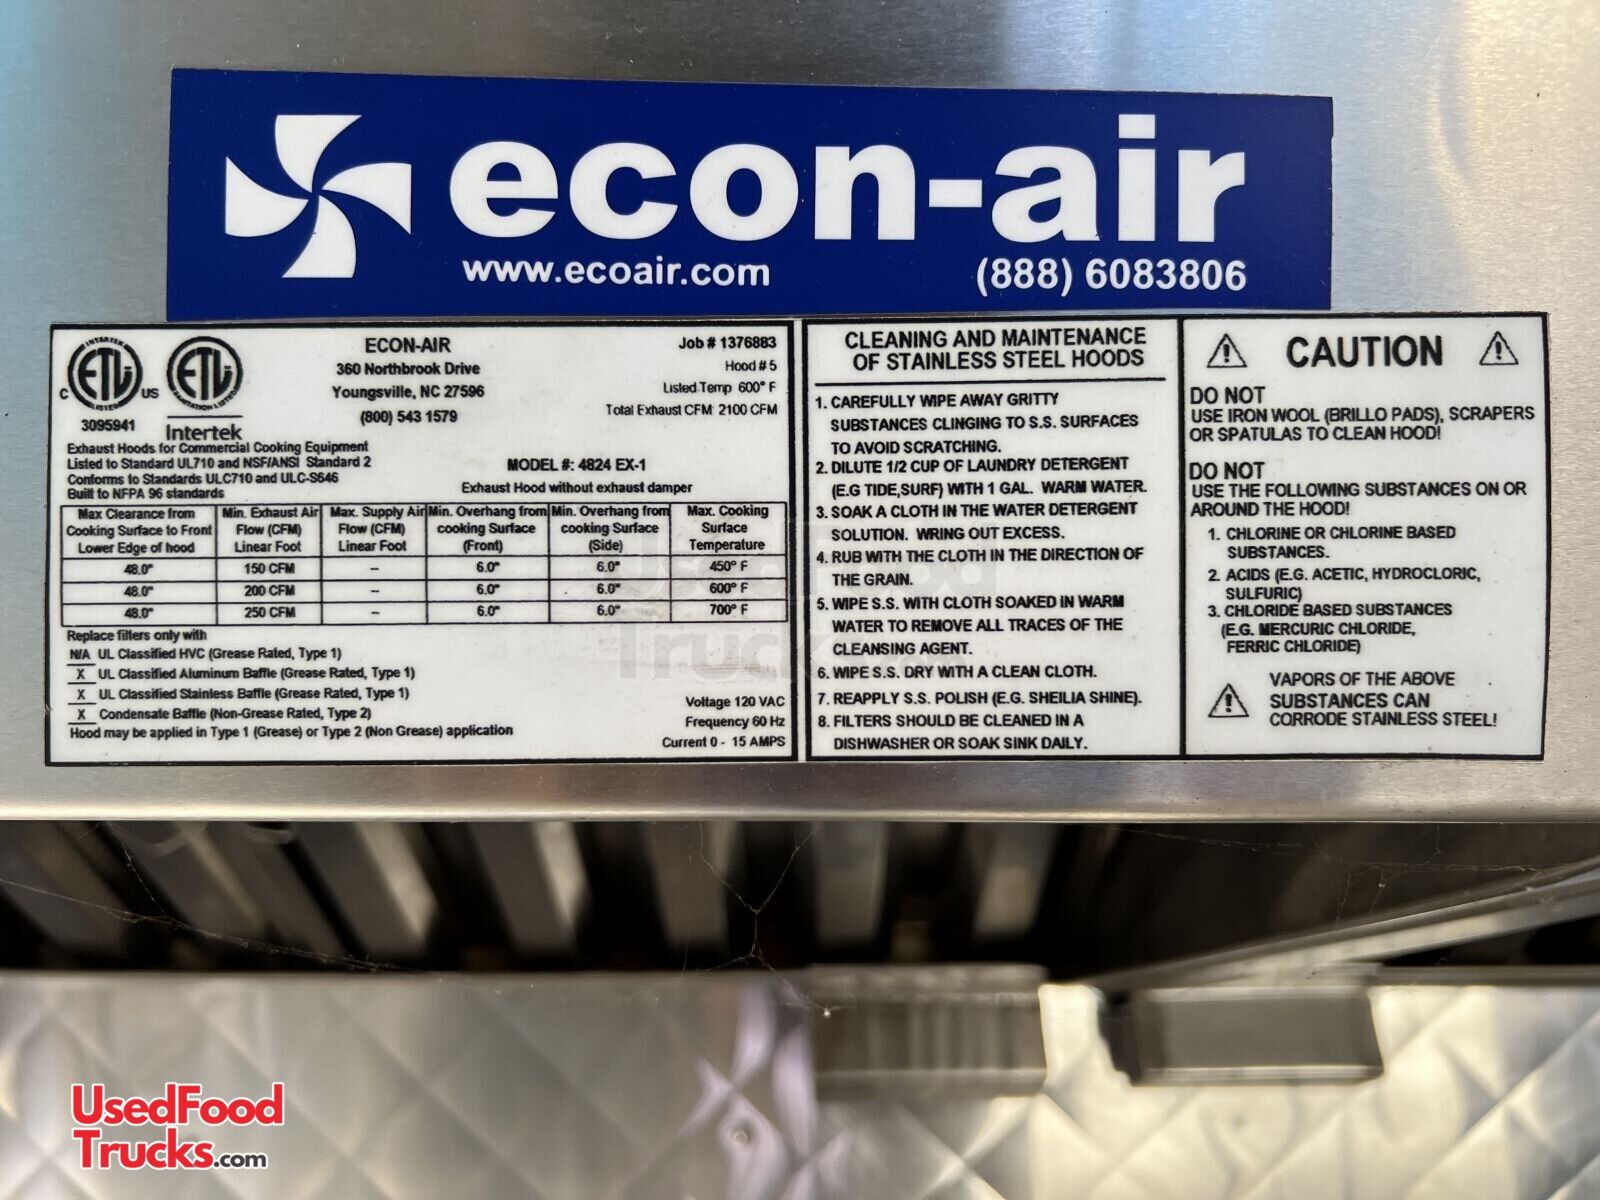 econ-air
www.ecoair.com (888) 6083806
INTERTEK
ETL
LISTED
C US
3095941
ETL
SANITATION LISTED
Intertek
ECON-AIR
360 Northbrook Drive
Youngsville, NC 27596
(800) 543 1579
Job # 1376883
Hood # 5
Listed Temp 600° F
Total Exhaust CFM: 2100 CFM
Exhaust Hoods for Commercial Cooking Equipment
Listed to Standard UL710 and NSF/ANSI Standard 2
Conforms to Standards ULC710 and ULC-S646
Built to NFPA 96 standards
MODEL #: 4824 EX-1
Exhaust Hood without exhaust damper
Max Clearance from Min. Exhaust Air Max. Supply Air Min. Overhang from Min. Overhang from Max. Cooking
Cooking Surface to Front Flow (CFM) Flow (CFM) cooking Surface cooking Surface Surface
Lower Edge of hood Linear Foot Linear Foot (Front) (Side) Temperature
48.0" 150 CFM -- 6.0" 6.0" 450° F
48.0" 200 CFM -- 6.0" 6.0" 600° F
48.0" 250 CFM -- 6.0" 6.0" 700° F
Replace filters only with
N/A UL Classified HVC (Grease Rated, Type 1)
X UL Classified Aluminum Baffle (Grease Rated, Type 1)
X UL Classified Stainless Baffle (Grease Rated, Type 1)
X Condensate Baffle (Non-Grease Rated, Type 2)
Hood may be applied in Type 1 (Grease) or Type 2 (Non Grease) application
Voltage 120 VAC
Frequency 60 Hz
Current 0 - 15 AMPS
CLEANING AND MAINTENANCE
OF STAINLESS STEEL HOODS
1. CAREFULLY WIPE AWAY GRITTY
SUBSTANCES CLINGING TO S.S. SURFACES
TO AVOID SCRATCHING.
2. DILUTE 1/2 CUP OF LAUNDRY DETERGENT
(E.G TIDE,SURF) WITH 1 GAL. WARM WATER.
3. SOAK A CLOTH IN THE WATER DETERGENT
SOLUTION. WRING OUT EXCESS.
4. RUB WITH THE CLOTH IN THE DIRECTION OF
THE GRAIN.
5. WIPE S.S. WITH CLOTH SOAKED IN WARM
WATER TO REMOVE ALL TRACES OF THE
CLEANSING AGENT.
6. WIPE S.S. DRY WITH A CLEAN CLOTH.
7. REAPPLY S.S. POLISH (E.G. SHEILIA SHINE).
8. FILTERS SHOULD BE CLEANED IN A
DISHWASHER OR SOAK SINK DAILY.
CAUTION
DO NOT
USE IRON WOOL (BRILLO PADS), SCRAPERS
OR SPATULAS TO CLEAN HOOD!
DO NOT
USE THE FOLLOWING SUBSTANCES ON OR
AROUND THE HOOD!
1. CHLORINE OR CHLORINE BASED
SUBSTANCES.
2. ACIDS (E.G. ACETIC, HYDROCLORIC,
SULFURIC)
3. CHLORIDE BASED SUBSTANCES
(E.G. MERCURIC CHLORIDE,
FERRIC CHLORIDE)
VAPORS OF THE ABOVE
SUBSTANCES CAN
CORRODE STAINLESS STEEL!
UsedFood
Trucks.com
UsedFood
Trucks.com